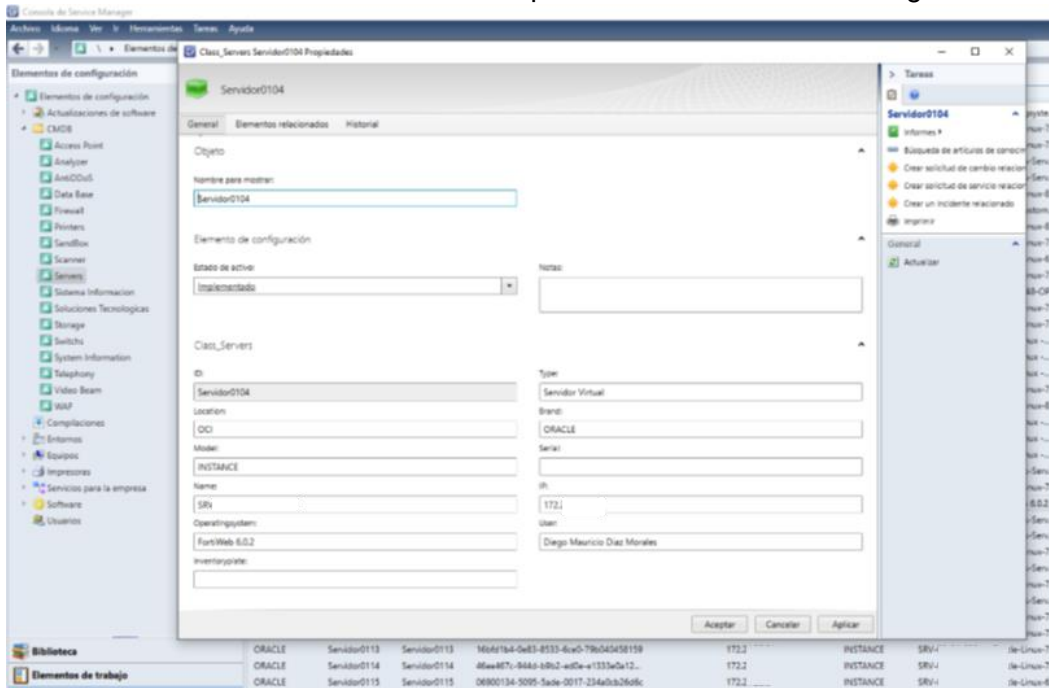 Consola de Service Manager
Archivo Idioma Ver Ir Herramientas Tareas Ayuda
Elementos de
Class_Servers Servidor0104 Propiedades
Elementos de configuración
Elementos de configuración
Actualizaciones de software
CMDB
Access Point
Analyzer
AntiDDoS
Data Base
Firewall
Printers
SandBox
Scanner
Servers
Sistema Informacion
Soluciones Tecnologicas
Storage
Switchs
System Information
Telephony
Video Beam
WAF
Compilaciones
Entornos
Equipos
Impresoras
Servicios para la empresa
Software
Usuarios
Biblioteca
Elementos de trabajo
Servidor0104
General Elementos relacionados Historial
Objeto
Nombre para mostrar:
Servidor0104
Elemento de configuración
Estado de activo: Notas:
Implementado
Class_Servers
ID: Type:
Servidor0104 Servidor Virtual
Location: Brand:
OCI ORACLE
Model: Serial:
INSTANCE
Name: IP:
SRV 172.
Operatingsystem: User:
FortiWeb 6.0.2 Diego Mauricio Diaz Morales
Inventoryplate:
Aceptar Cancelar Aplicar
Tareas
Servidor0104
Informes
Búsqueda de artículos de conocim
Crear solicitud de cambio relacion
Crear solicitud de servicio relacion
Crear un incidente relacionado
Imprimir
General
Actualizar
ORACLE Servidor0113 Servidor0113 172.2 INSTANCE SRV-
ORACLE Servidor0114 Servidor0114 172.2 INSTANCE SRV-
ORACLE Servidor0115 Servidor0115 172.2 INSTANCE SRV-